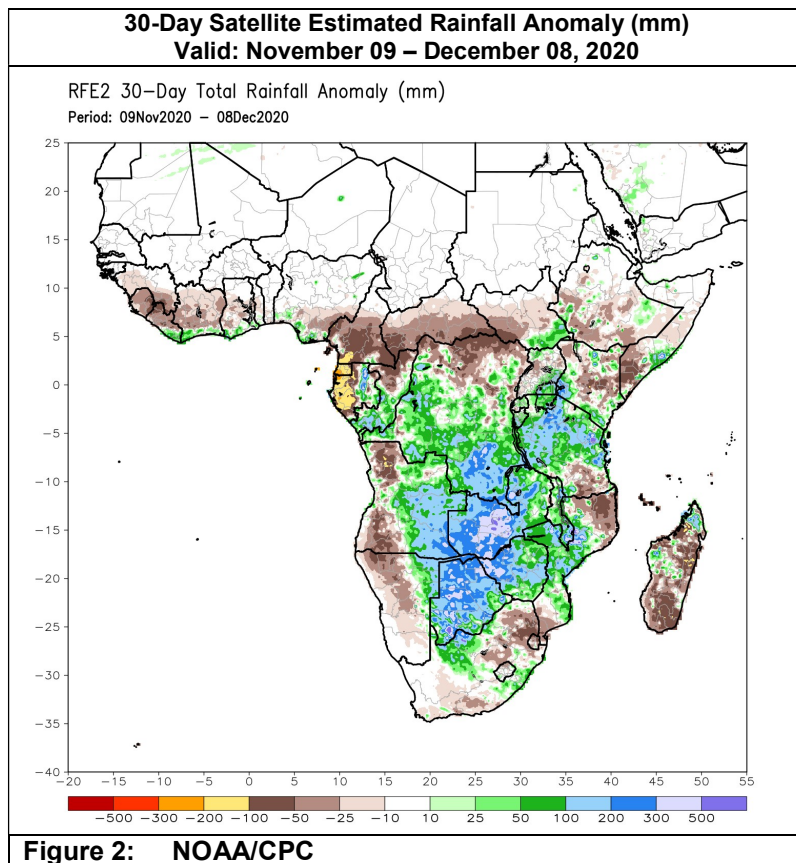 30-Day Satellite Estimated Rainfall Anomaly (mm)
Valid: November 09 – December 08, 2020
RFE2 30-Day Total Rainfall Anomaly (mm)
Period: 09Nov2020 – 08Dec2020
25
20
15
10
5
0
−5
−10
−15
−20
−25
−30
−35
−40
−20 −15 −10 −5 0 5 10 15 20 25 30 35 40 45 50 55
−500 −300 −200 −100 −50 −25 −10 10 25 50 100 200 300 500
Figure 2: NOAA/CPC